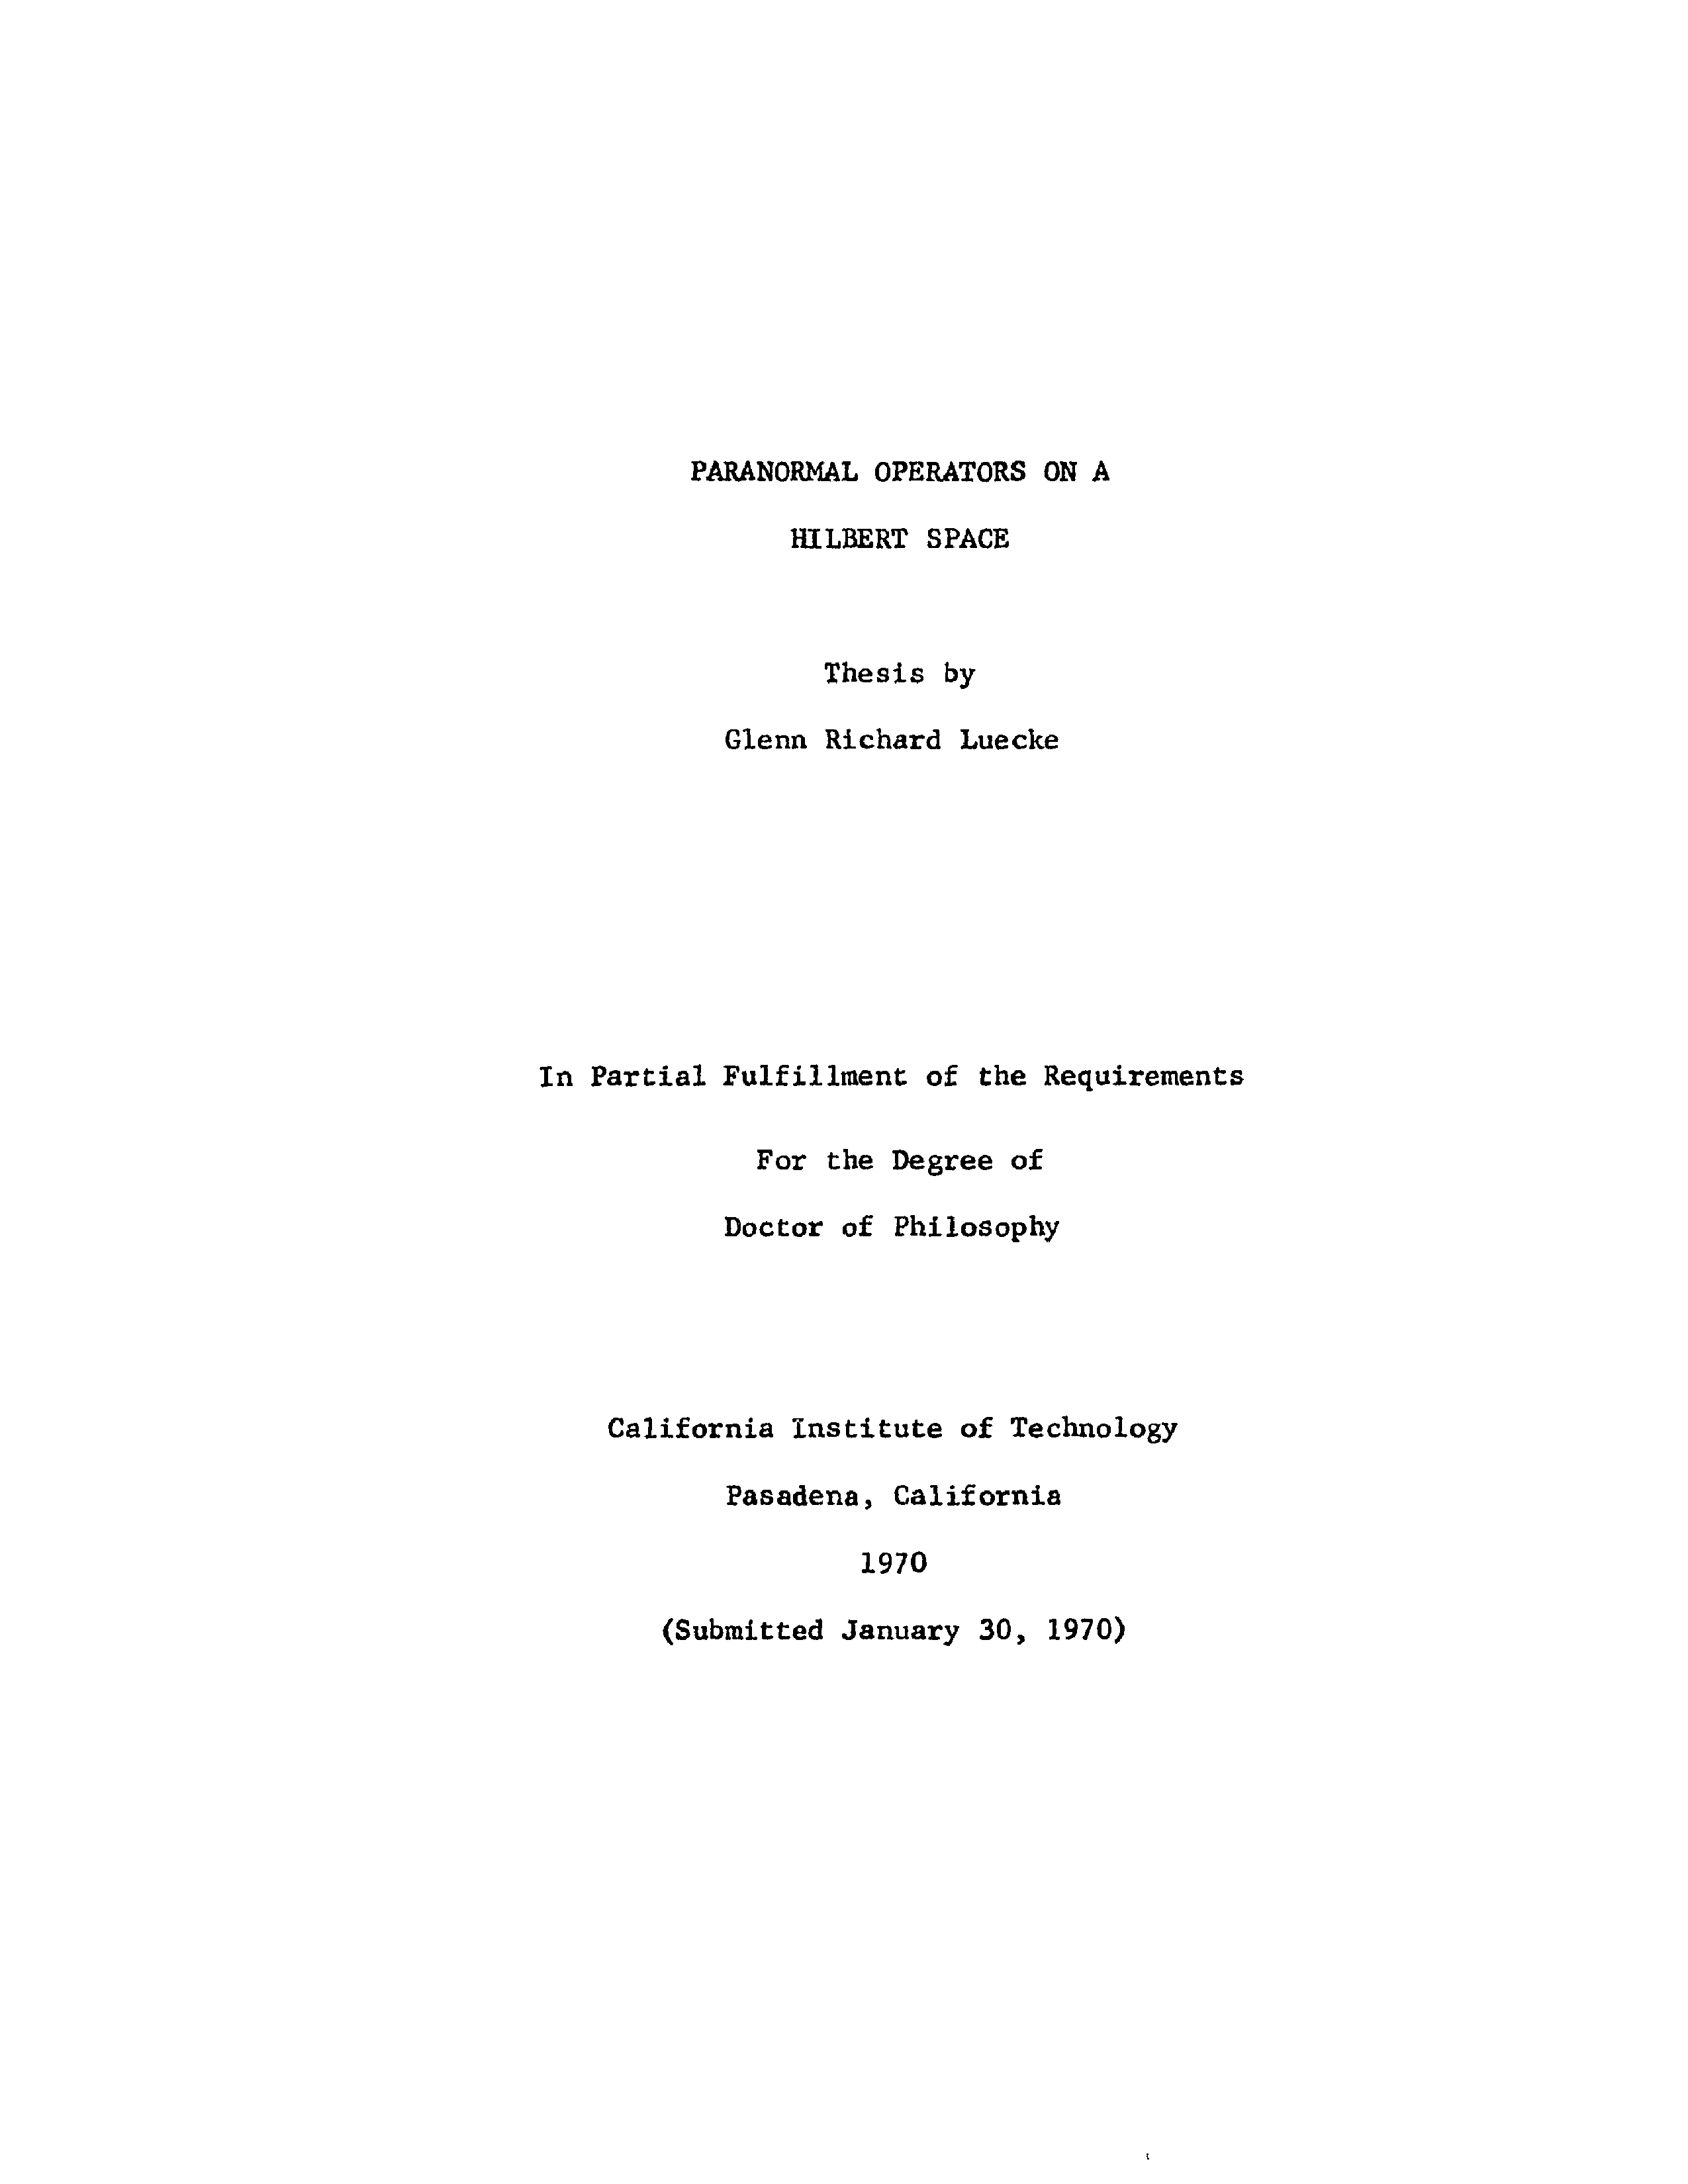 PARANORMAL OPERATORS ON A
HILBERT SPACE
Thesis by
Glenn Richard Luecke
In Partial Fulfillment of the Requirements
For the Degree of
Doctor of Philosophy
California Institute of Technology
Pasadena, California
1970
(Submitted January 30, 1970)